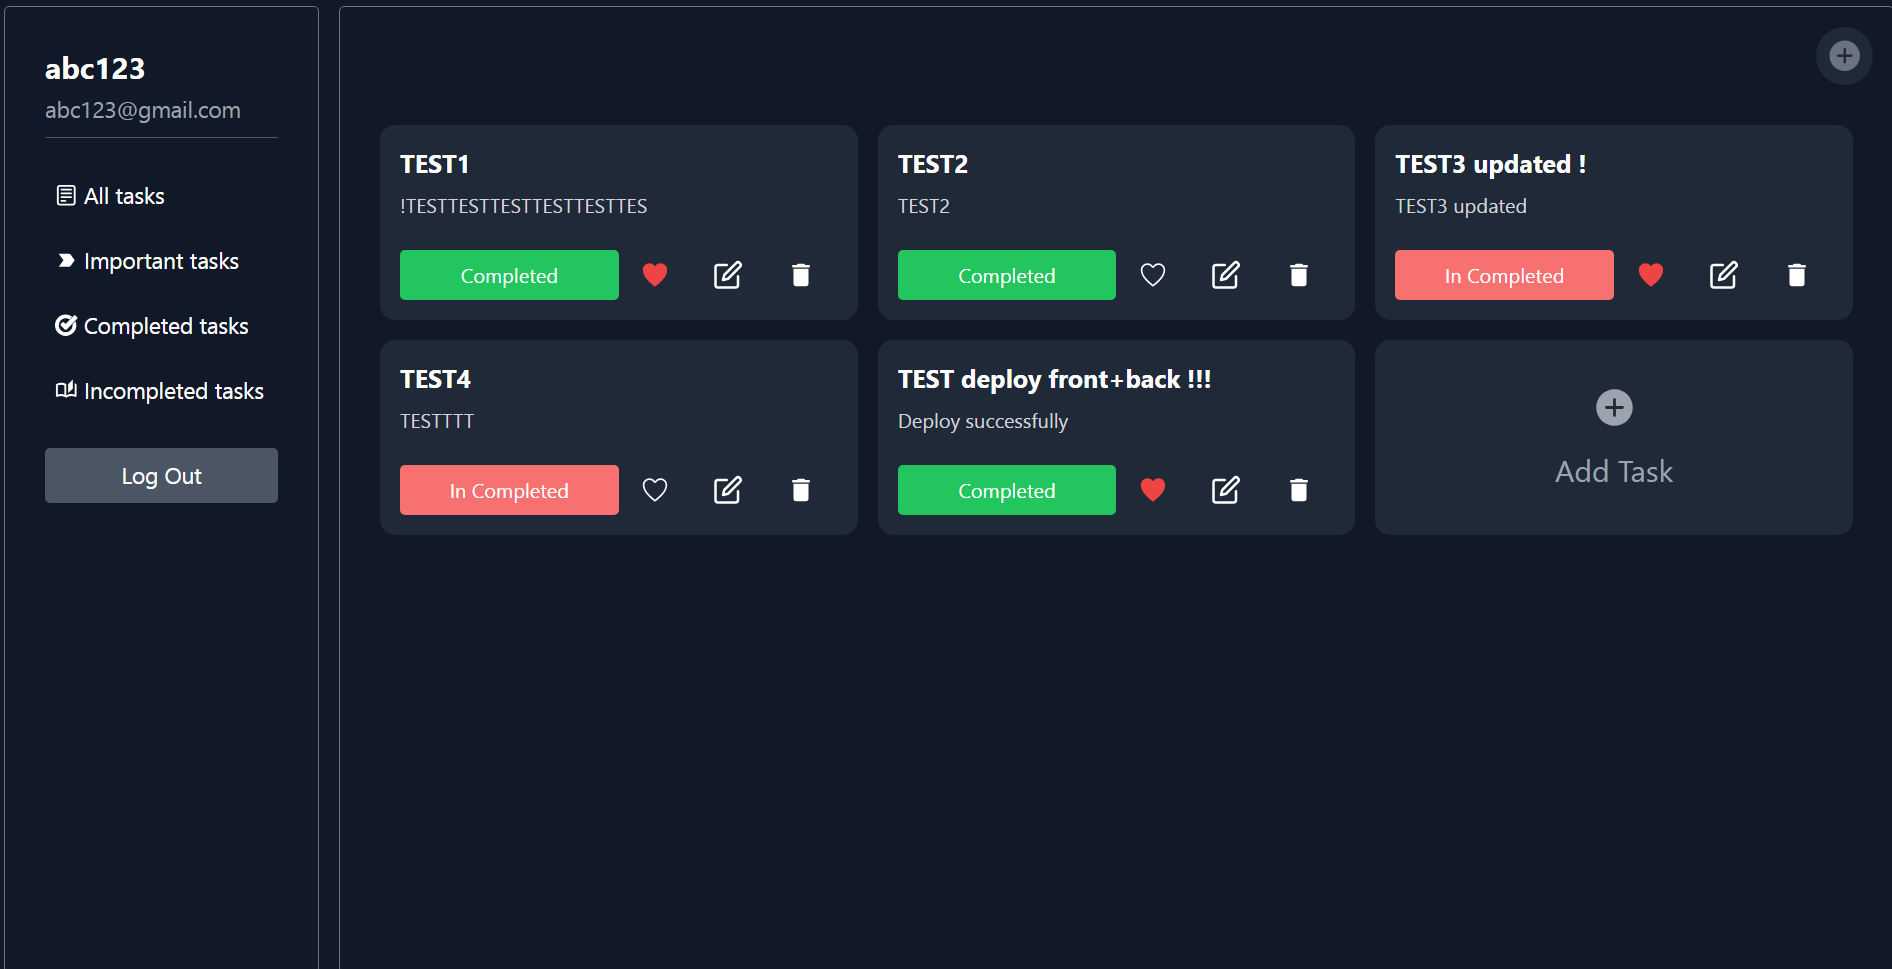 abc123
abc123@gmail.com
All tasks
Important tasks
Completed tasks
Incompleted tasks
Log Out
TEST1
!TESTTESTTESTTESTTESTTES
Completed
TEST2
TEST2
Completed
TEST3 updated !
TEST3 updated
In Completed
TEST4
TESTTTT
In Completed
TEST deploy front+back !!!
Deploy successfully
Completed
Add Task